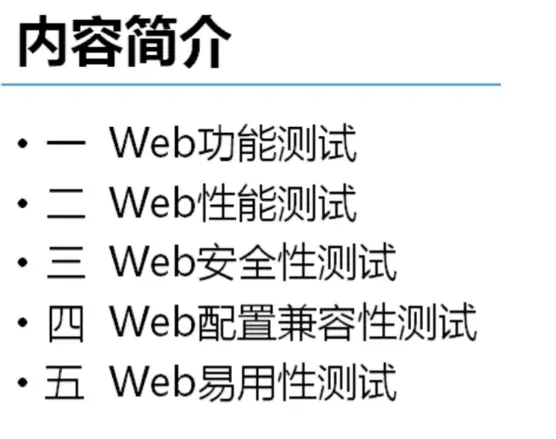 内容简介
• 一 Web功能测试
• 二 Web性能测试
• 三 Web安全性测试
• 四 Web配置兼容性测试
• 五 Web易用性测试